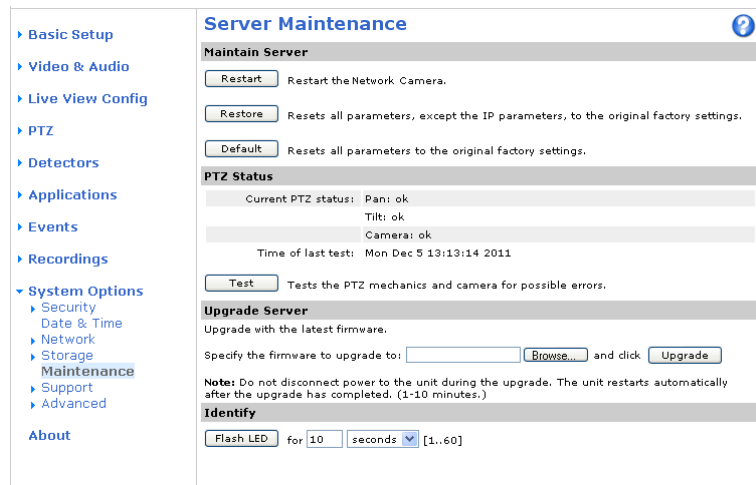 Basic Setup
Video & Audio
Live View Config
PTZ
Detectors
Applications
Events
Recordings
System Options
Security
Date & Time
Network
Storage
Maintenance
Support
Advanced
About
Server Maintenance
?
Maintain Server
Restart Restart the Network Camera.
Restore Resets all parameters, except the IP parameters, to the original factory settings.
Default Resets all parameters to the original factory settings.
PTZ Status
Current PTZ status: Pan: ok
Tilt: ok
Camera: ok
Time of last test: Mon Dec 5 13:13:14 2011
Test Tests the PTZ mechanics and camera for possible errors.
Upgrade Server
Upgrade with the latest firmware.
Specify the firmware to upgrade to: Browse... and click Upgrade
Note: Do not disconnect power to the unit during the upgrade. The unit restarts automatically
after the upgrade has completed. (1-10 minutes.)
Identify
Flash LED for 10 seconds [1..60]